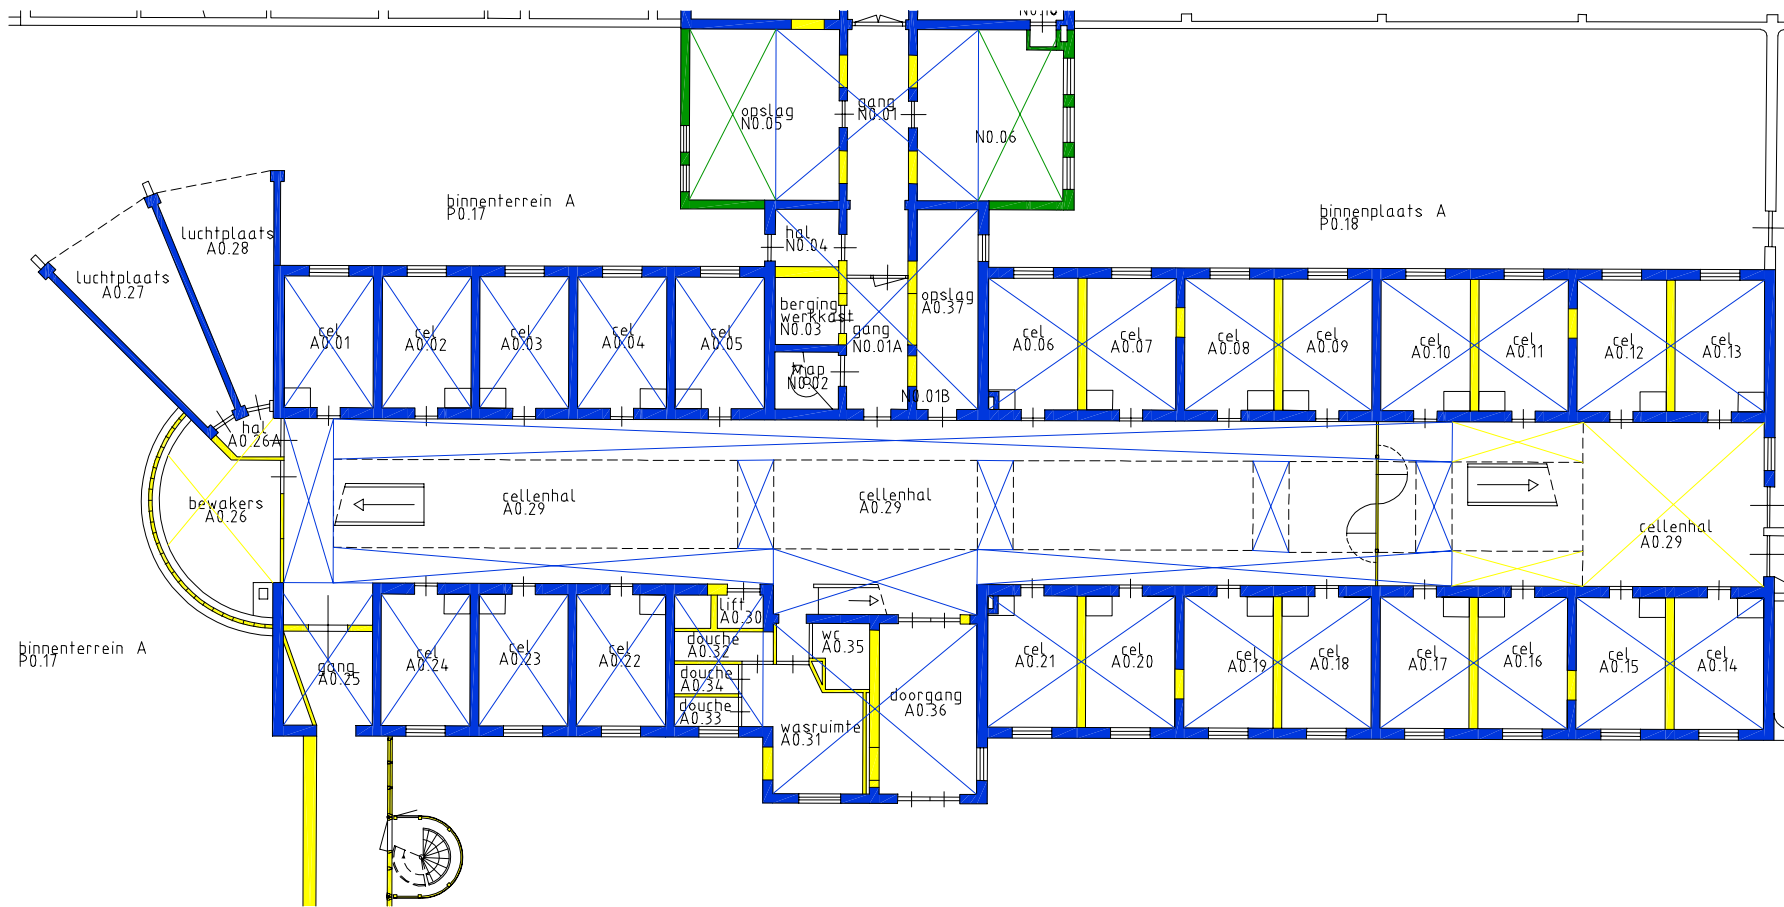 N0.10
opslag
N0.05
gang
N0.01
N0.06
binnenterrein A
P0.17
binnenplaats A
P0.18
luchtplaats
A0.28
luchtplaats
A0.27
hal
N0.04
berging
werkkast
N0.03
opslag
A0.37
gang
N0.01A
trap
N0.02
N0.01B
cel
A0.01
cel
A0.02
cel
A0.03
cel
A0.04
cel
A0.05
cel
A0.06
cel
A0.07
cel
A0.08
cel
A0.09
cel
A0.10
cel
A0.11
cel
A0.12
cel
A0.13
hal
A0.26A
bewakers
A0.26
cellenhal
A0.29
cellenhal
A0.29
cellenhal
A0.29
binnenterrein A
P0.17
gang
A0.25
cel
A0.24
cel
A0.23
cel
A0.22
lift
A0.30
douche
A0.32
douche
A0.34
douche
A0.33
wc
A0.35
wasruimte
A0.31
doorgang
A0.36
cel
A0.21
cel
A0.20
cel
A0.19
cel
A0.18
cel
A0.17
cel
A0.16
cel
A0.15
cel
A0.14